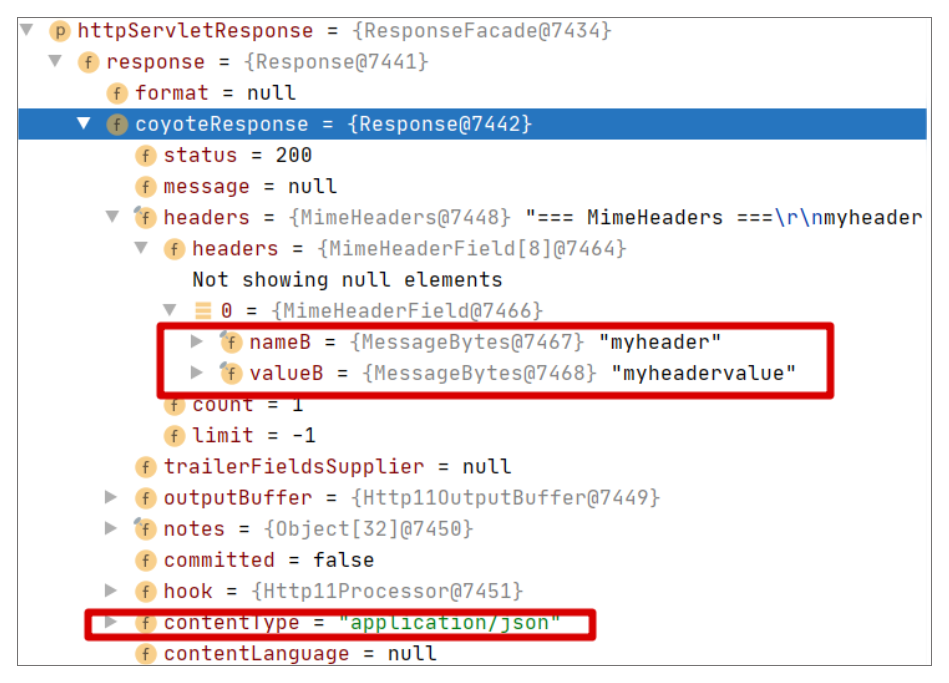 p httpServletResponse = {ResponseFacade@7434}
f response = {Response@7441}
f format = null
f coyoteResponse = {Response@7442}
f status = 200
f message = null
f headers = {MimeHeaders@7448} "=== MimeHeaders ===\r\nmyheader
f headers = {MimeHeaderField[8]@7464}
Not showing null elements
0 = {MimeHeaderField@7466}
f nameB = {MessageBytes@7467} "myheader"
f valueB = {MessageBytes@7468} "myheadervalue"
f count = 1
f limit = -1
f trailerFieldsSupplier = null
f outputBuffer = {Http11OutputBuffer@7449}
f notes = {Object[32]@7450}
f committed = false
f hook = {Http11Processor@7451}
f contentType = "application/json"
f contentLanguage = null